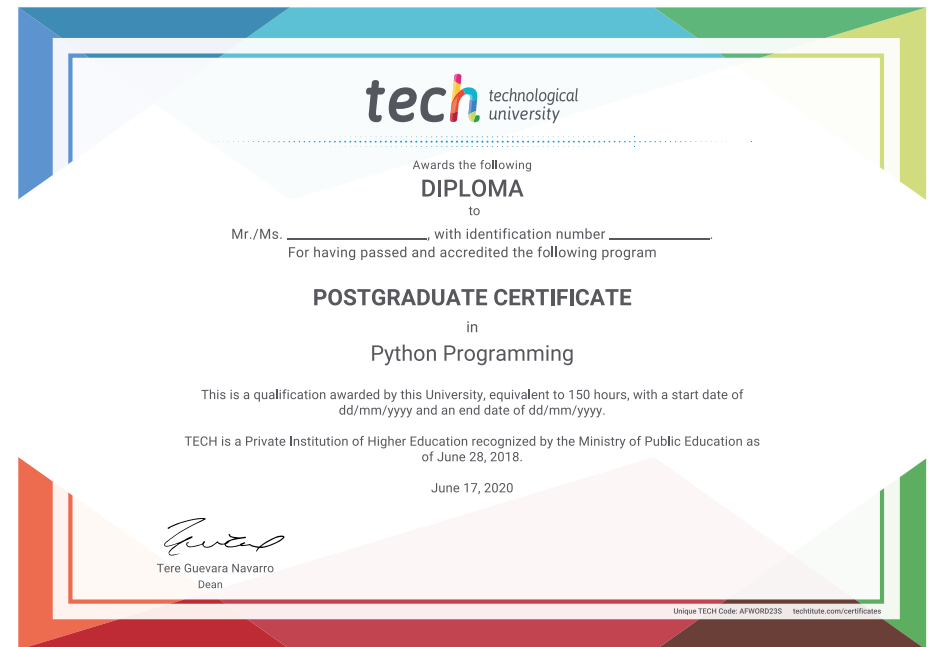 tech technological
university
Awards the following
DIPLOMA
to
Mr./Ms. ____________________, with identification number ______________.
For having passed and accredited the following program
POSTGRADUATE CERTIFICATE
in
Python Programming
This is a qualification awarded by this University, equivalent to 150 hours, with a start date of
dd/mm/yyyy and an end date of dd/mm/yyyy.
TECH is a Private Institution of Higher Education recognized by the Ministry of Public Education as
of June 28, 2018.
June 17, 2020
Tere Guevara Navarro
Dean
Unique TECH Code: AFWORD23S techtitute.com/certificates